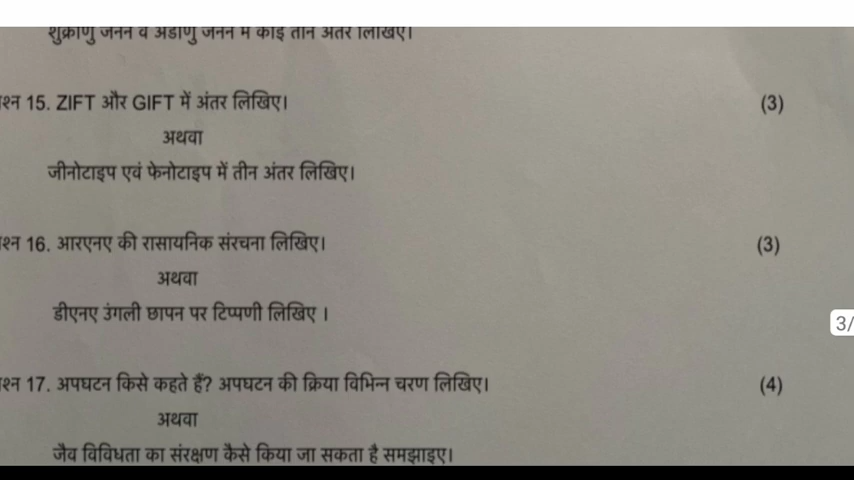 शुक्राणु जनन व अंडाणु जनन में कोई तीन अंतर लिखिए।
श्न 15. ZIFT और GIFT में अंतर लिखिए। (3)
अथवा
जीनोटाइप एवं फेनोटाइप में तीन अंतर लिखिए।
श्न 16. आरएनए की रासायनिक संरचना लिखिए। (3)
अथवा
डीएनए उंगली छापन पर टिप्पणी लिखिए ।
3/
श्न 17. अपघटन किसे कहते हैं? अपघटन की क्रिया विभिन्न चरण लिखिए। (4)
अथवा
जैव विविधता का संरक्षण कैसे किया जा सकता है समझाइए।